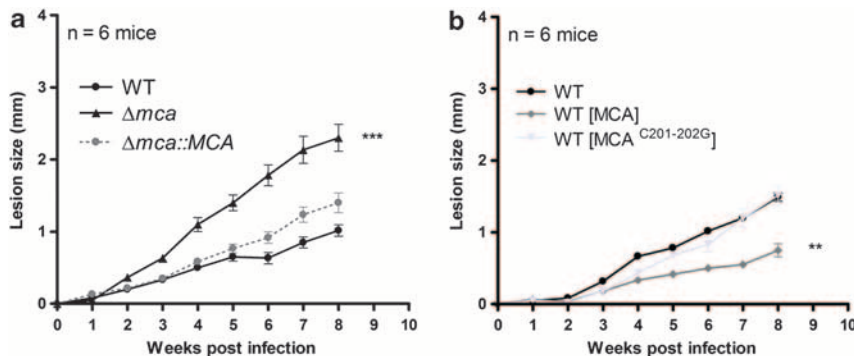 a
n = 6 mice
WT
Δmca
Δmca::MCA
***
Lesion size (mm)
4
3
2
1
0
0 1 2 3 4 5 6 7 8 9 10
Weeks post infection
b
n = 6 mice
WT
WT [MCA]
WT [MCA C201-202G]
**
Lesion size (mm)
4
3
2
1
0
0 1 2 3 4 5 6 7 8 9 10
Weeks post infection